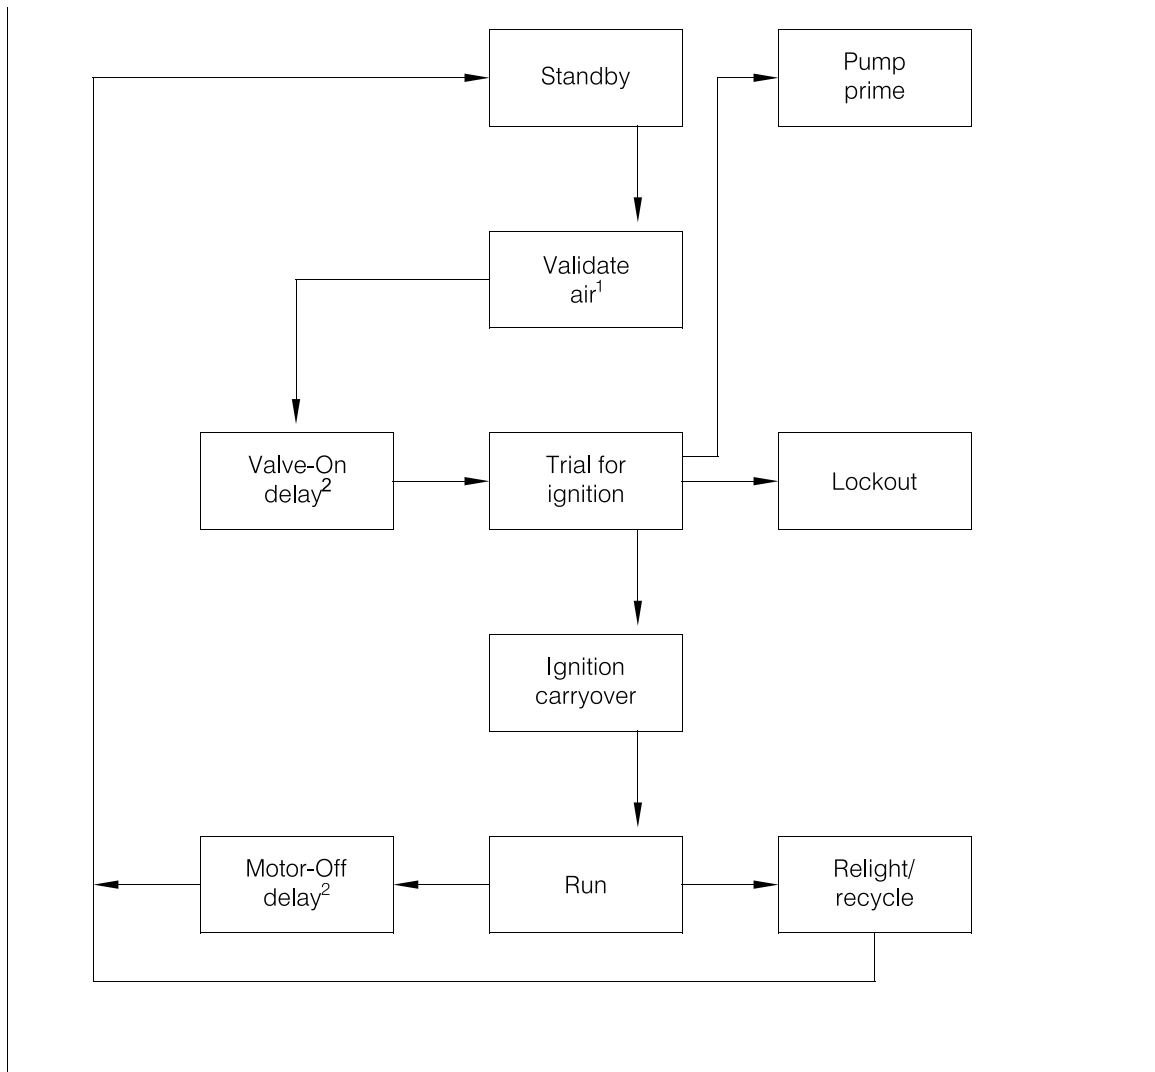 Standby
Pump
prime
Validate
air¹
Valve-On
delay²
Trial for
ignition
Lockout
Ignition
carryover
Motor-Off
delay²
Run
Relight/
recycle